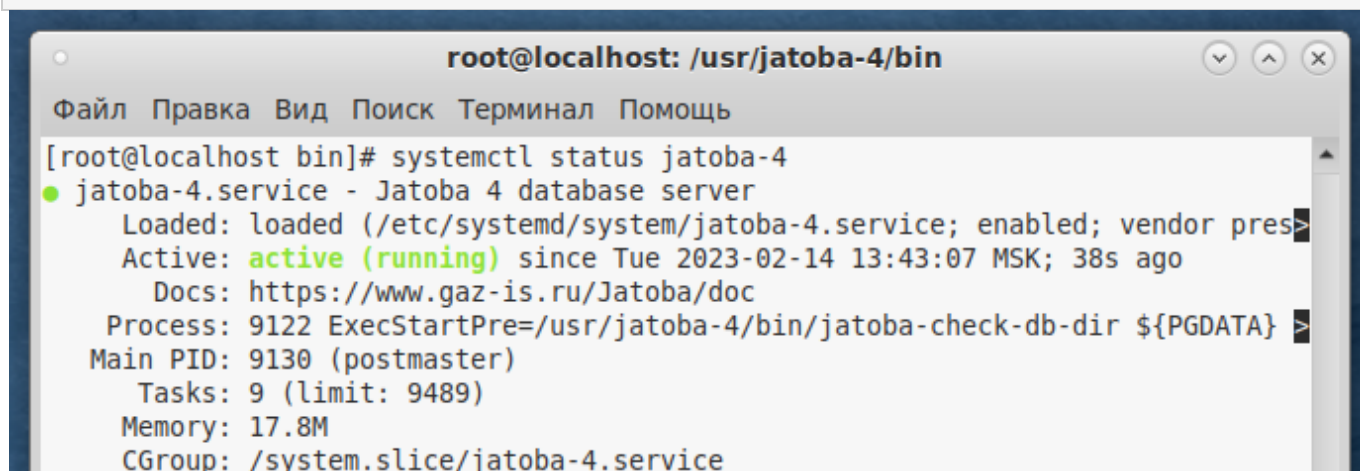 root@localhost: /usr/jatoba-4/bin
Файл Правка Вид Поиск Терминал Помощь
[root@localhost bin]# systemctl status jatoba-4
● jatoba-4.service - Jatoba 4 database server
Loaded: loaded (/etc/systemd/system/jatoba-4.service; enabled; vendor pres>
Active: active (running) since Tue 2023-02-14 13:43:07 MSK; 38s ago
Docs: https://www.gaz-is.ru/Jatoba/doc
Process: 9122 ExecStartPre=/usr/jatoba-4/bin/jatoba-check-db-dir ${PGDATA} >
Main PID: 9130 (postmaster)
Tasks: 9 (limit: 9489)
Memory: 17.8M
CGroup: /system.slice/jatoba-4.service